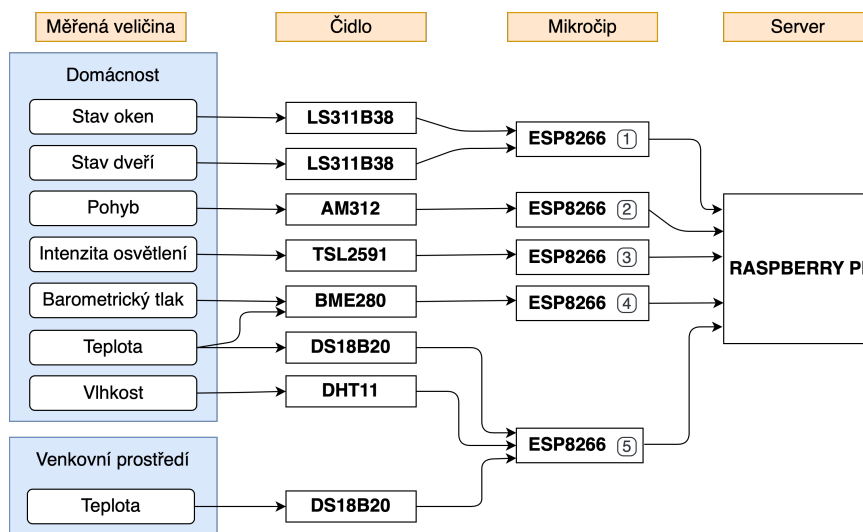 Měřená veličina
Čidlo
Mikročip
Server
Domácnost
Stav oken
LS311B38
ESP8266 1
Stav dveří
LS311B38
Pohyb
AM312
ESP8266 2
Intenzita osvětlení
TSL2591
ESP8266 3
RASPBERRY PI
Barometrický tlak
BME280
ESP8266 4
Teplota
DS18B20
Vlhkost
DHT11
ESP8266 5
Venkovní prostředí
Teplota
DS18B20